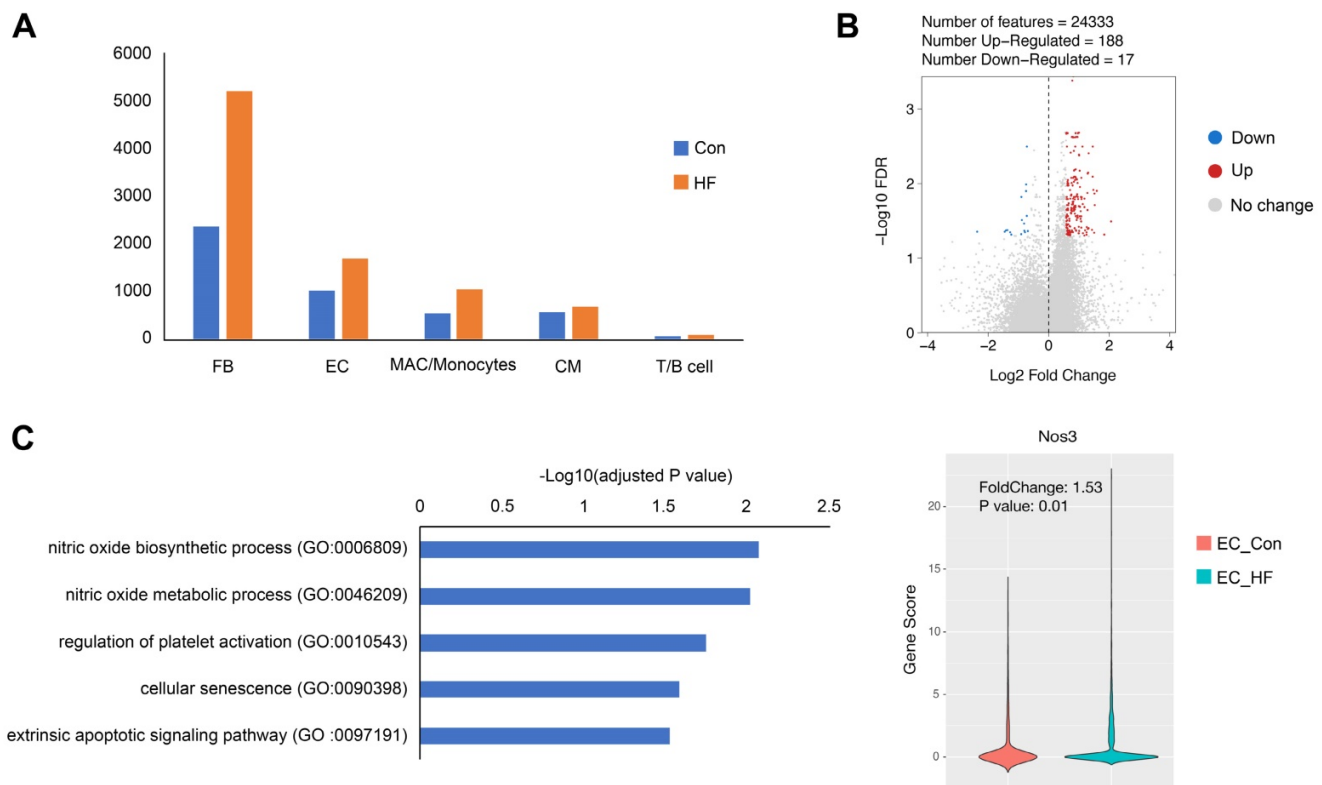 A
6000
5000
4000
3000
2000
1000
0
FB
EC
MAC/Monocytes
CM
T/B cell
Con
HF
B
Number of features = 24333
Number Up-Regulated = 188
Number Down-Regulated = 17
−Log10 FDR
3
2
1
0
−4
−2
0
2
4
Log2 Fold Change
Down
Up
No change
C
-Log10(adjusted P value)
0
0.5
1
1.5
2
2.5
nitric oxide biosynthetic process (GO:0006809)
nitric oxide metabolic process (GO:0046209)
regulation of platelet activation (GO:0010543)
cellular senescence (GO:0090398)
extrinsic apoptotic signaling pathway (GO :0097191)
Nos3
FoldChange: 1.53
P value: 0.01
Gene Score
20
15
10
5
0
EC_Con
EC_HF